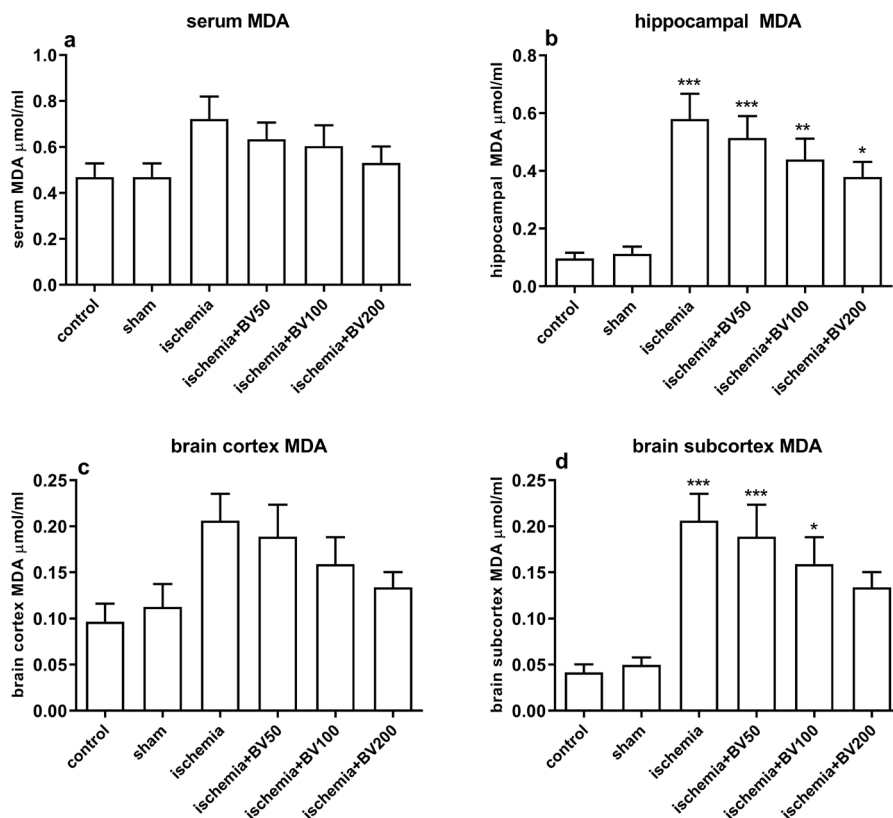 serum MDA
a
serum MDA μmol/ml
1.0
0.8
0.6
0.4
0.2
0.0
control
sham
ischemia
ischemia+BV50
ischemia+BV100
ischemia+BV200
hippocampal MDA
b
hippocampal MDA μmol/ml
0.8
0.6
0.4
0.2
0.0
***
***
**
*
control
sham
ischemia
ischemia+BV50
ischemia+BV100
ischemia+BV200
brain cortex MDA
c
brain cortex MDA μmol/ml
0.25
0.20
0.15
0.10
0.05
0.00
control
sham
ischemia
ischemia+BV50
ischemia+BV100
ischemia+BV200
brain subcortex MDA
d
brain subcortex MDA μmol/ml
0.25
0.20
0.15
0.10
0.05
0.00
***
***
*
control
sham
ischemia
ischemia+BV50
ischemia+BV100
ischemia+BV200